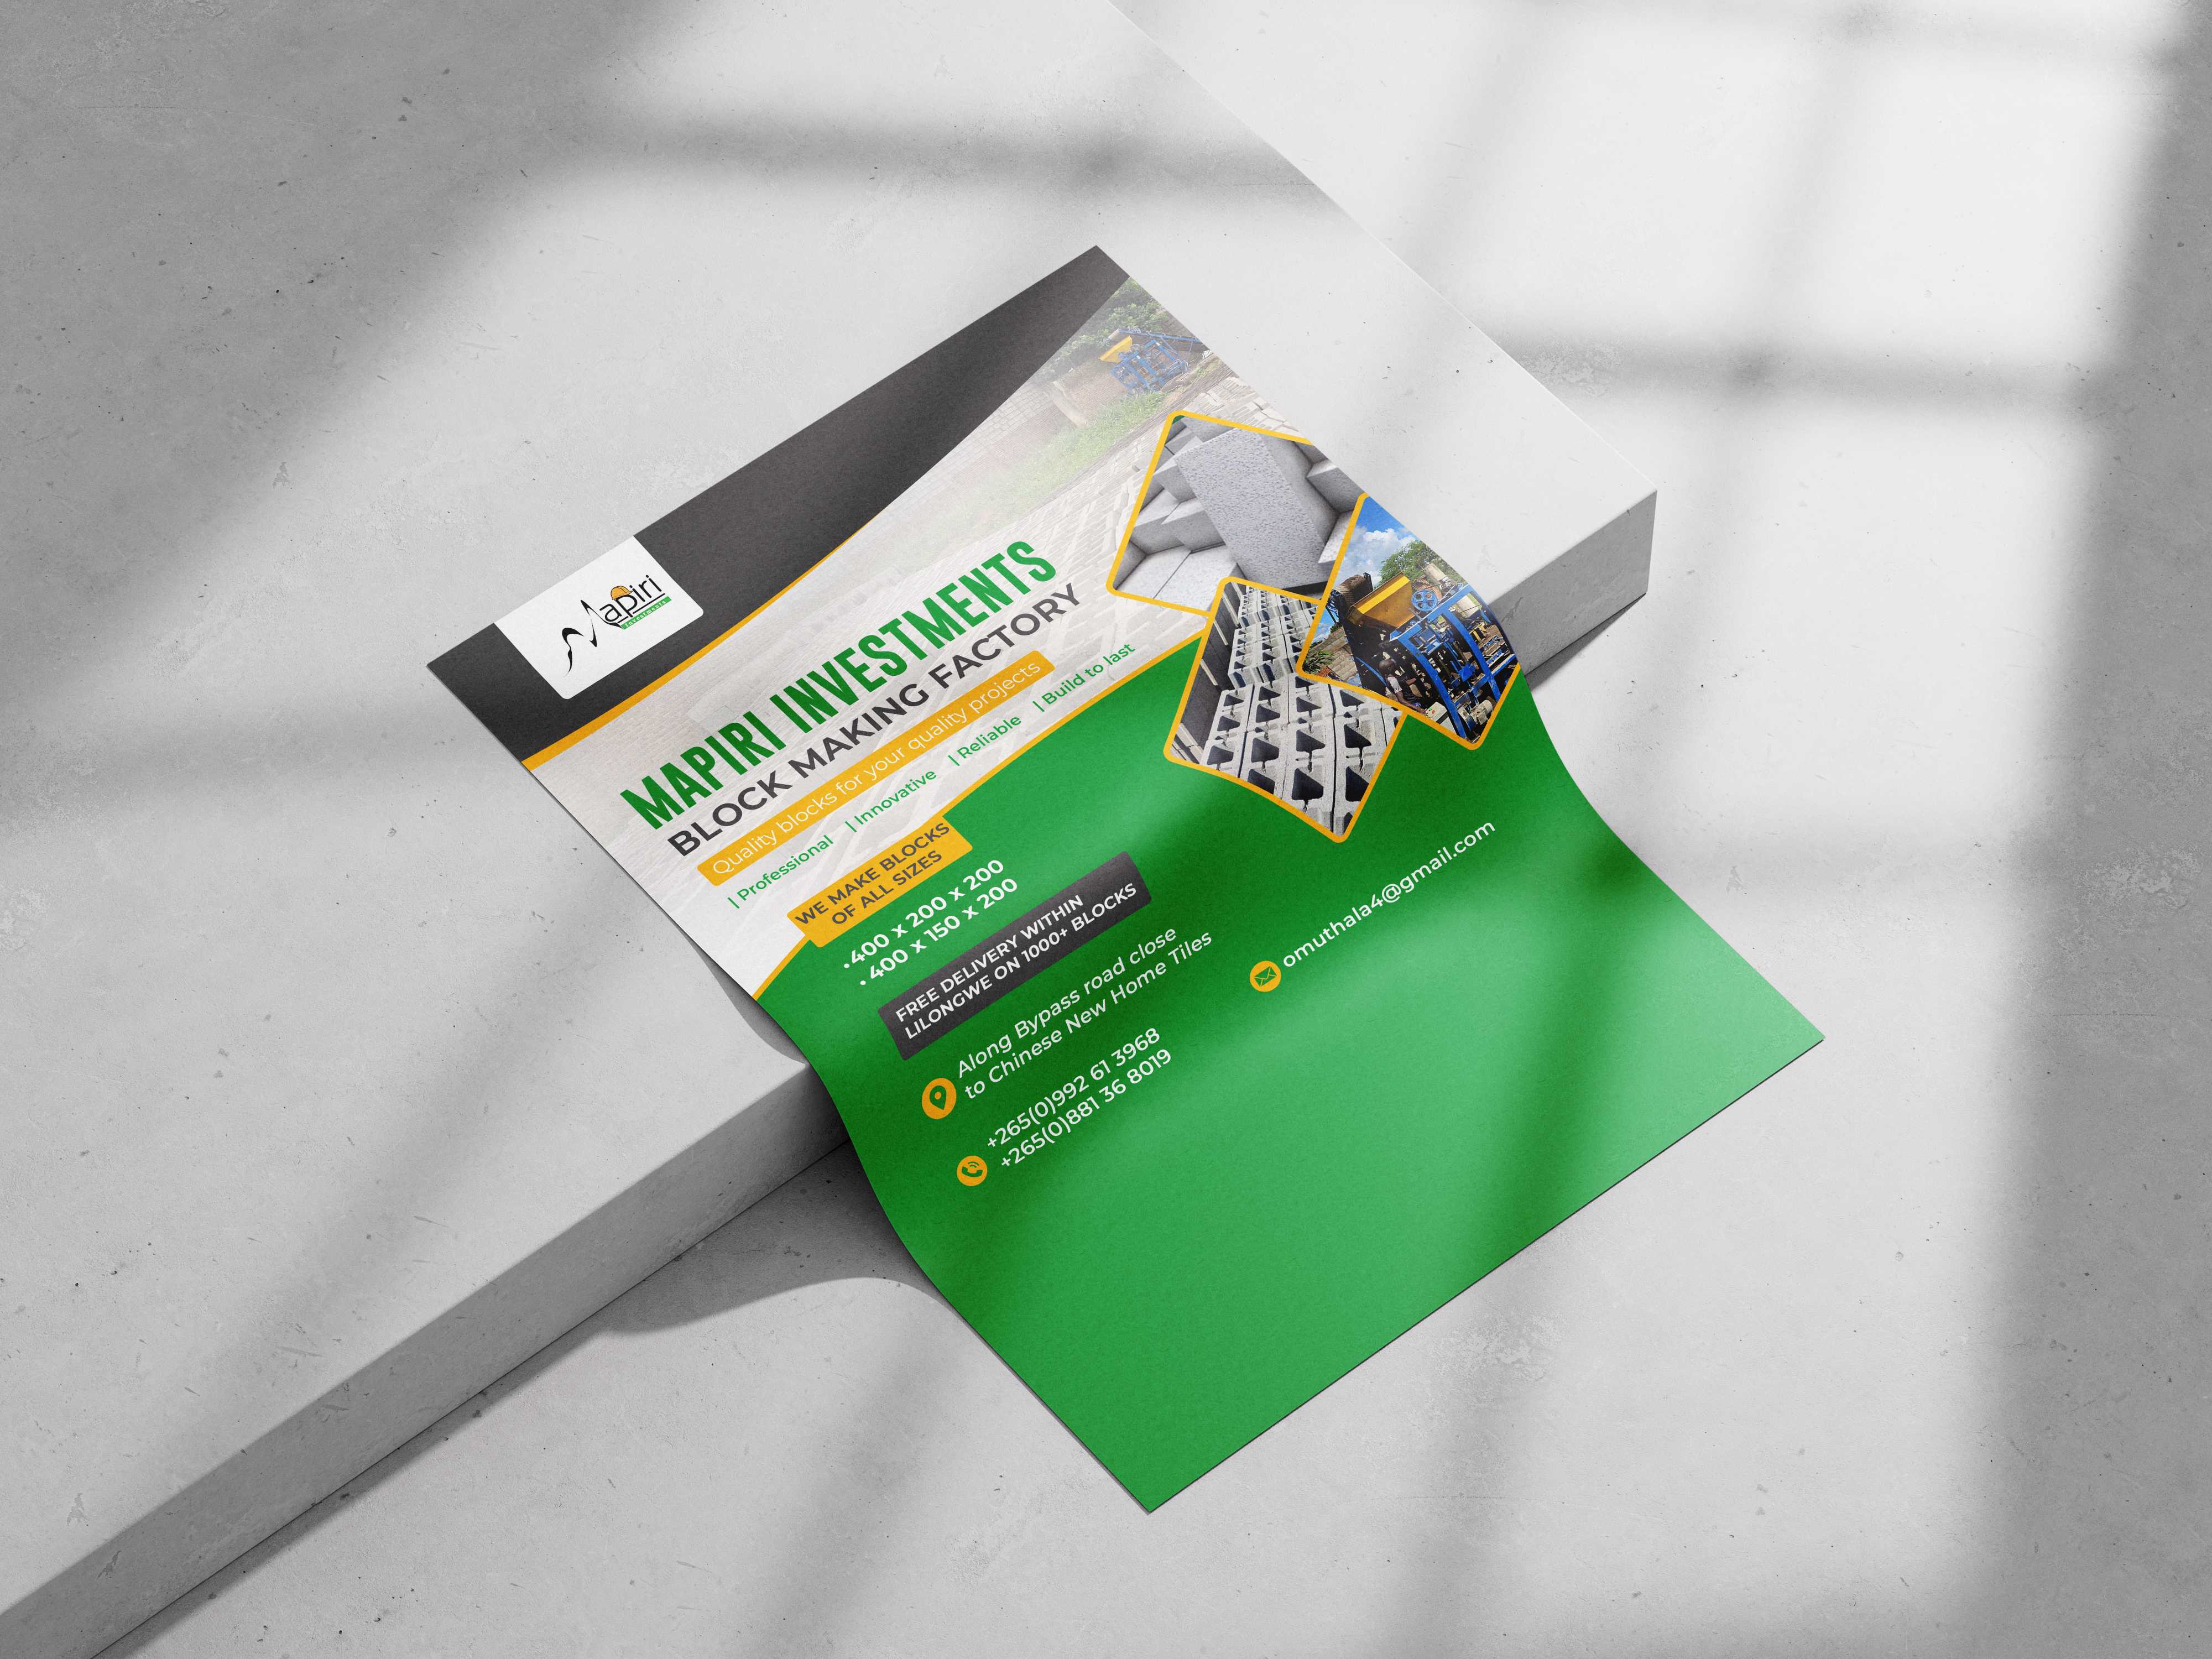 Mapiri
investments
MAPIRI INVESTMENTS
BLOCK MAKING FACTORY
Quality blocks for your quality projects
| Professional | Innovative | Reliable | Build to last
WE MAKE BLOCKS
OF ALL SIZES
. 400 x 200 x 200
. 400 x 150 x 200
FREE DELIVERY WITHIN
LILONGWE ON 1000+ BLOCKS
Along Bypass road close
to Chinese New Home Tiles
+265(0)992 61 3968
+265(0)881 36 8019
omuthala4@gmail.com